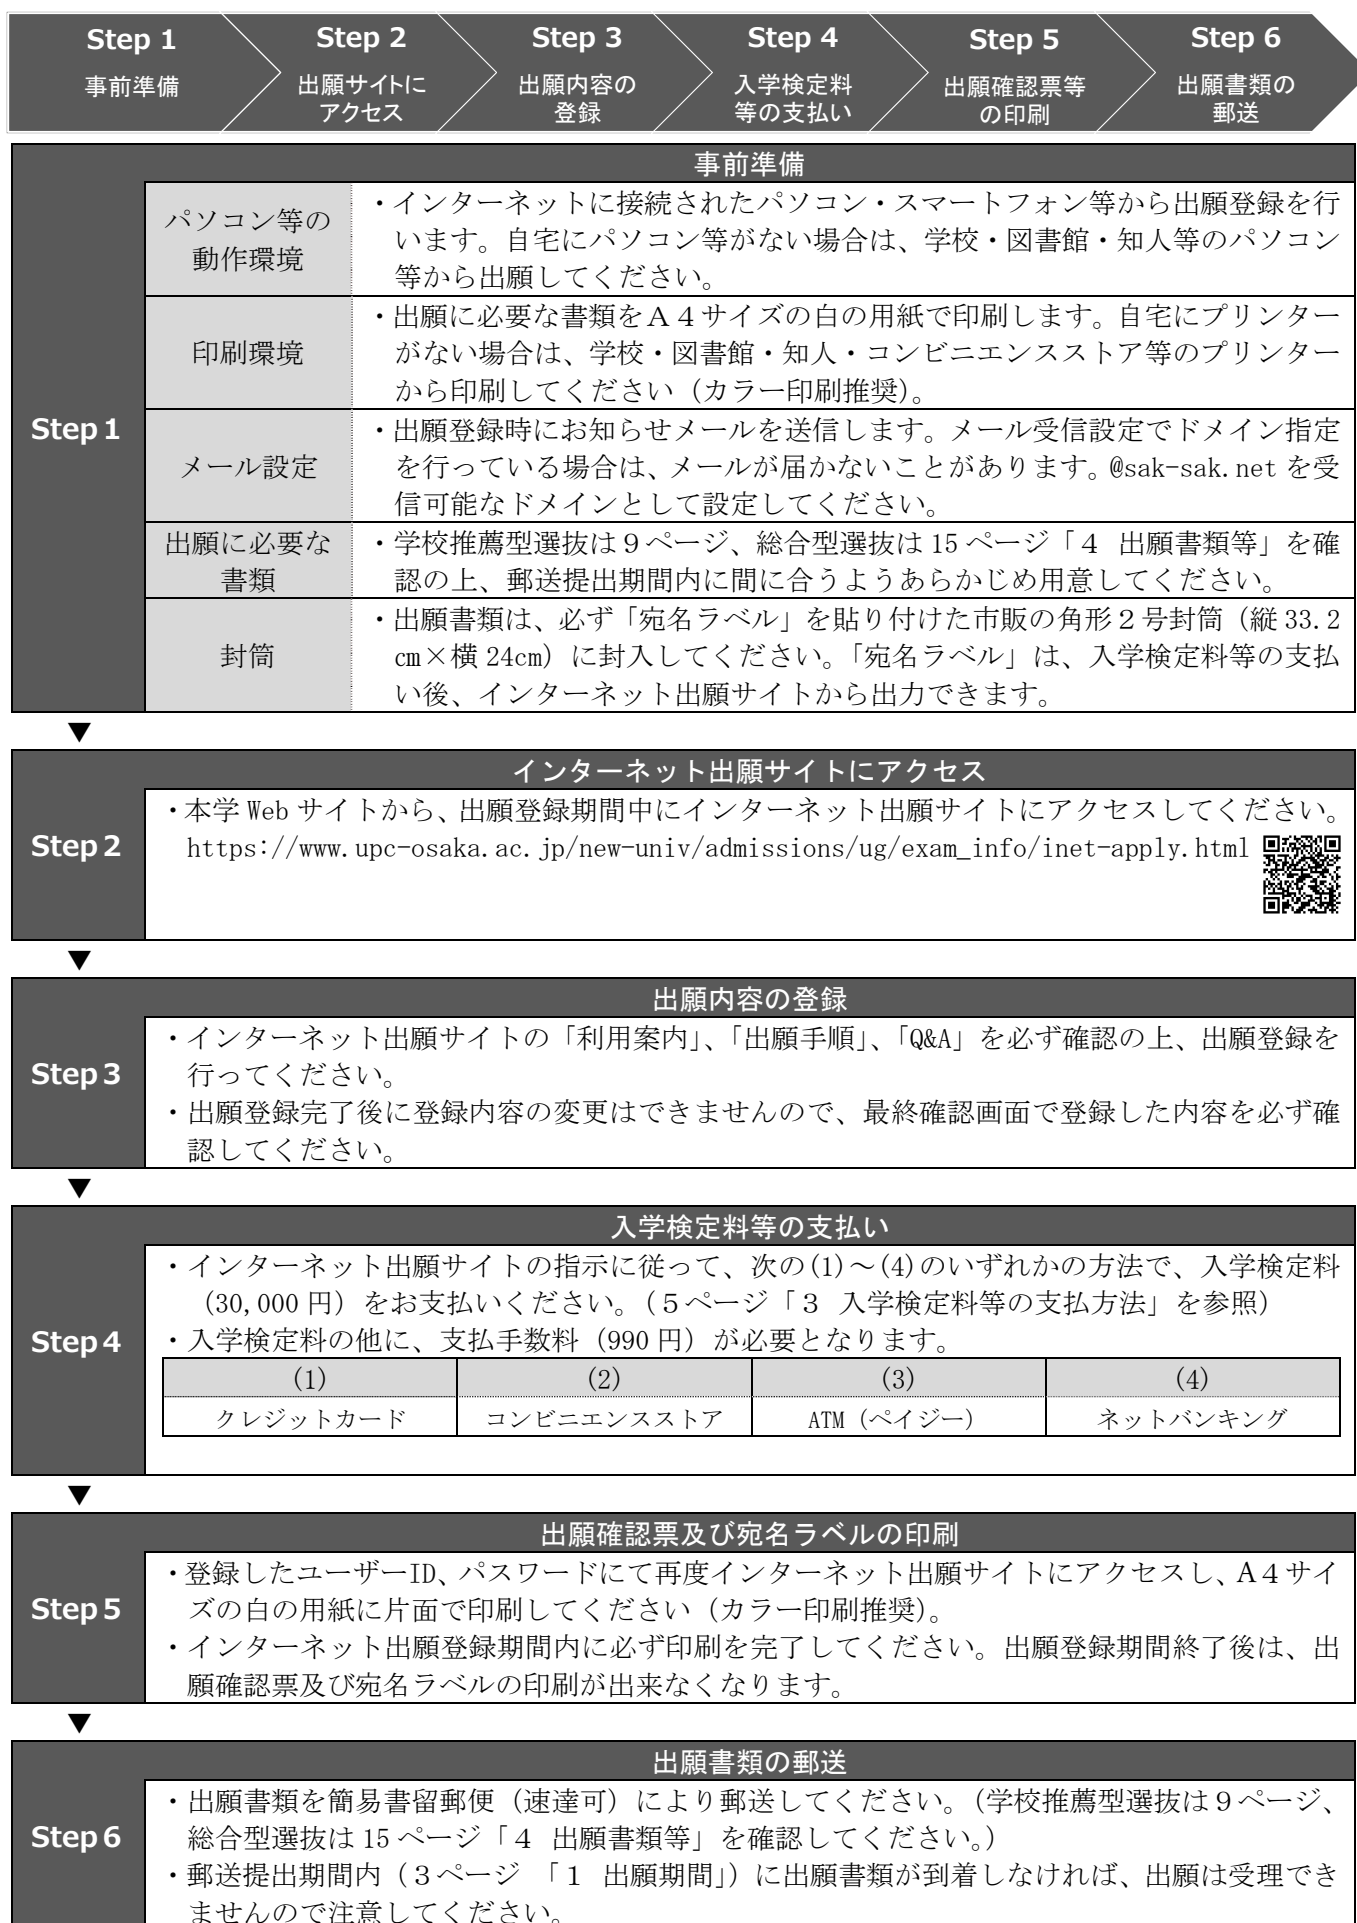 Step 1
事前準備
Step 2
出願サイトに
アクセス
Step 3
出願内容の
登録
Step 4
入学検定料
等の支払い
Step 5
出願確認票等
の印刷
Step 6
出願書類の
郵送
事前準備
Step 1
パソコン等の
動作環境
・インターネットに接続されたパソコン・スマートフォン等から出願登録を行
います。自宅にパソコン等がない場合は、学校・図書館・知人等のパソコン
等から出願してください。
印刷環境
・出願に必要な書類をＡ４サイズの白の用紙で印刷します。自宅にプリンター
がない場合は、学校・図書館・知人・コンビニエンスストア等のプリンター
から印刷してください（カラー印刷推奨）。
メール設定
・出願登録時にお知らせメールを送信します。メール受信設定でドメイン指定
を行っている場合は、メールが届かないことがあります。@sak-sak.net を受
信可能なドメインとして設定してください。
出願に必要な
書類
・学校推薦型選抜は９ページ、総合型選抜は 15 ページ「４ 出願書類等」を確
認の上、郵送提出期間内に間に合うようあらかじめ用意してください。
封筒
・出願書類は、必ず「宛名ラベル」を貼り付けた市販の角形２号封筒（縦 33.2
㎝×横 24㎝）に封入してください。「宛名ラベル」は、入学検定料等の支払
い後、インターネット出願サイトから出力できます。
▼
インターネット出願サイトにアクセス
Step 2
・本学 Web サイトから、出願登録期間中にインターネット出願サイトにアクセスしてください。
https://www.upc-osaka.ac.jp/new-univ/admissions/ug/exam_info/inet-apply.html
▼
出願内容の登録
Step 3
・インターネット出願サイトの「利用案内」、「出願手順」、「Q&A」を必ず確認の上、出願登録を
行ってください。
・出願登録完了後に登録内容の変更はできませんので、最終確認画面で登録した内容を必ず確
認してください。
▼
入学検定料等の支払い
Step 4
・インターネット出願サイトの指示に従って、次の(1)～(4)のいずれかの方法で、入学検定料
（30,000 円）をお支払いください。（５ページ「３ 入学検定料等の支払方法」を参照）
・入学検定料の他に、支払手数料（990 円）が必要となります。
(1) (2) (3) (4)
クレジットカード コンビニエンスストア ATM（ペイジー） ネットバンキング
▼
出願確認票及び宛名ラベルの印刷
Step 5
・登録したユーザーID、パスワードにて再度インターネット出願サイトにアクセスし、Ａ４サイ
ズの白の用紙に片面で印刷してください（カラー印刷推奨）。
・インターネット出願登録期間内に必ず印刷を完了してください。出願登録期間終了後は、出
願確認票及び宛名ラベルの印刷が出来なくなります。
▼
出願書類の郵送
Step 6
・出願書類を簡易書留郵便（速達可）により郵送してください。（学校推薦型選抜は９ページ、
総合型選抜は 15 ページ「４ 出願書類等」を確認してください。）
・郵送提出期間内（３ページ 「１ 出願期間」）に出願書類が到着しなければ、出願は受理でき
ませんので注意してください。